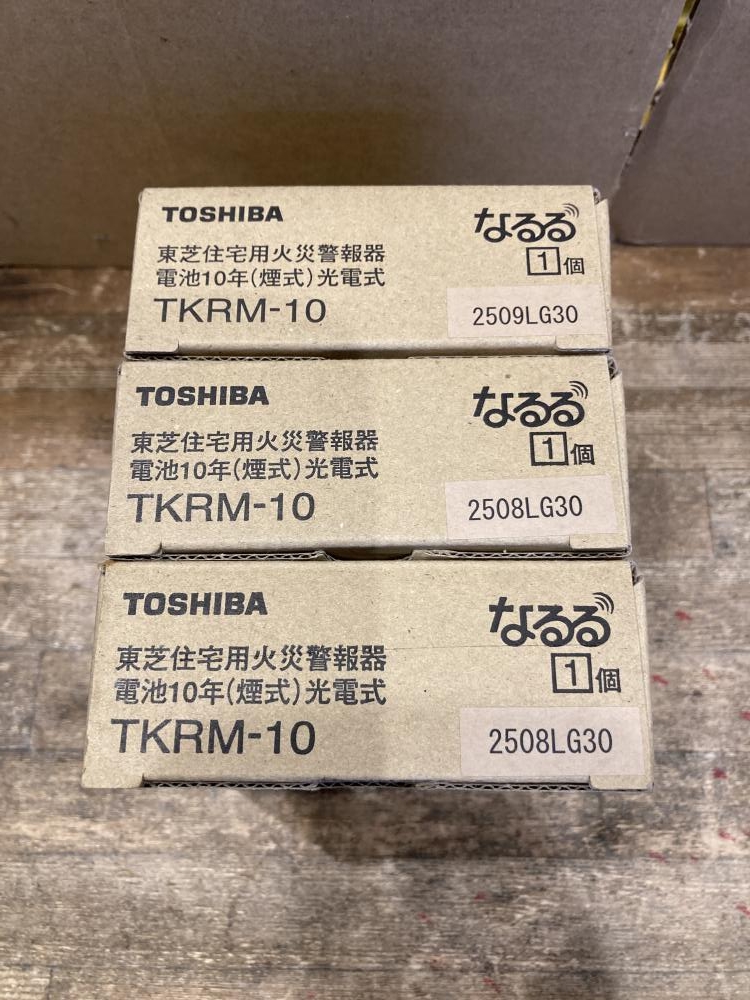 TOSHIBA
なるる
東芝住宅用火災警報器
1個
電池10年(煙式)光電式
TKRM-10
2509LG30
TOSHIBA
なるる
東芝住宅用火災警報器
1個
電池10年(煙式)光電式
TKRM-10
2508LG30
TOSHIBA
なるる
東芝住宅用火災警報器
1個
電池10年(煙式)光電式
TKRM-10
2508LG30